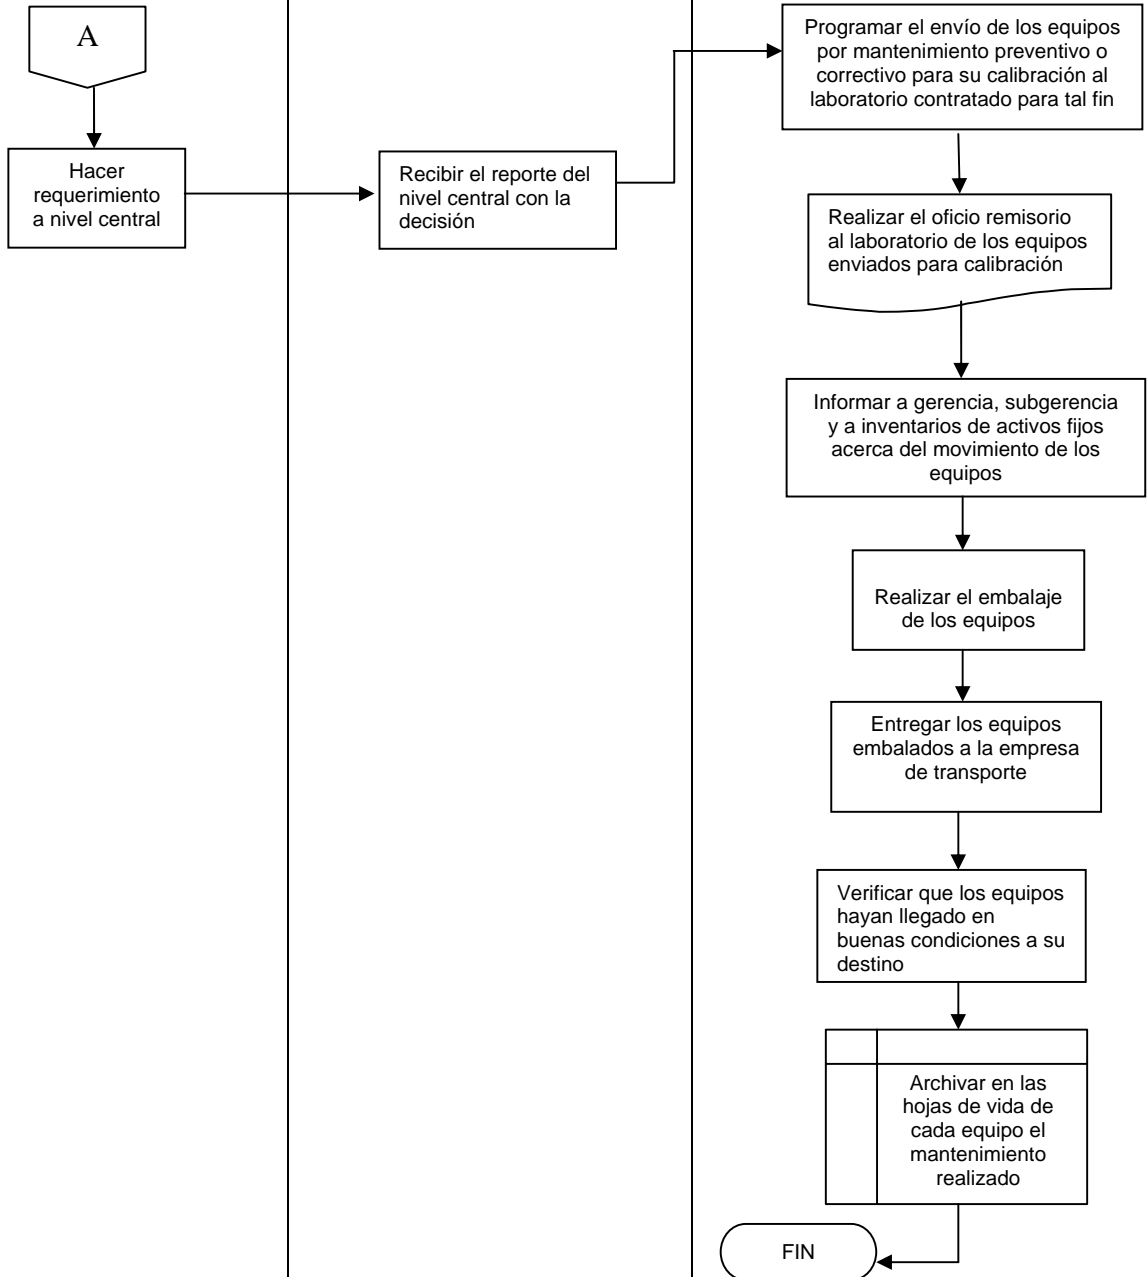 A
Hacer
requerimiento
a nivel central
Recibir el reporte del
nivel central con la
decisión
Programar el envío de los equipos
por mantenimiento preventivo o
correctivo para su calibración al
laboratorio contratado para tal fin
Realizar el oficio remisorio
al laboratorio de los equipos
enviados para calibración
Informar a gerencia, subgerencia
y a inventarios de activos fijos
acerca del movimiento de los
equipos
Realizar el embalaje
de los equipos
Entregar los equipos
embalados a la empresa
de transporte
Verificar que los equipos
hayan llegado en
buenas condiciones a su
destino
Archivar en las
hojas de vida de
cada equipo el
mantenimiento
realizado
FIN